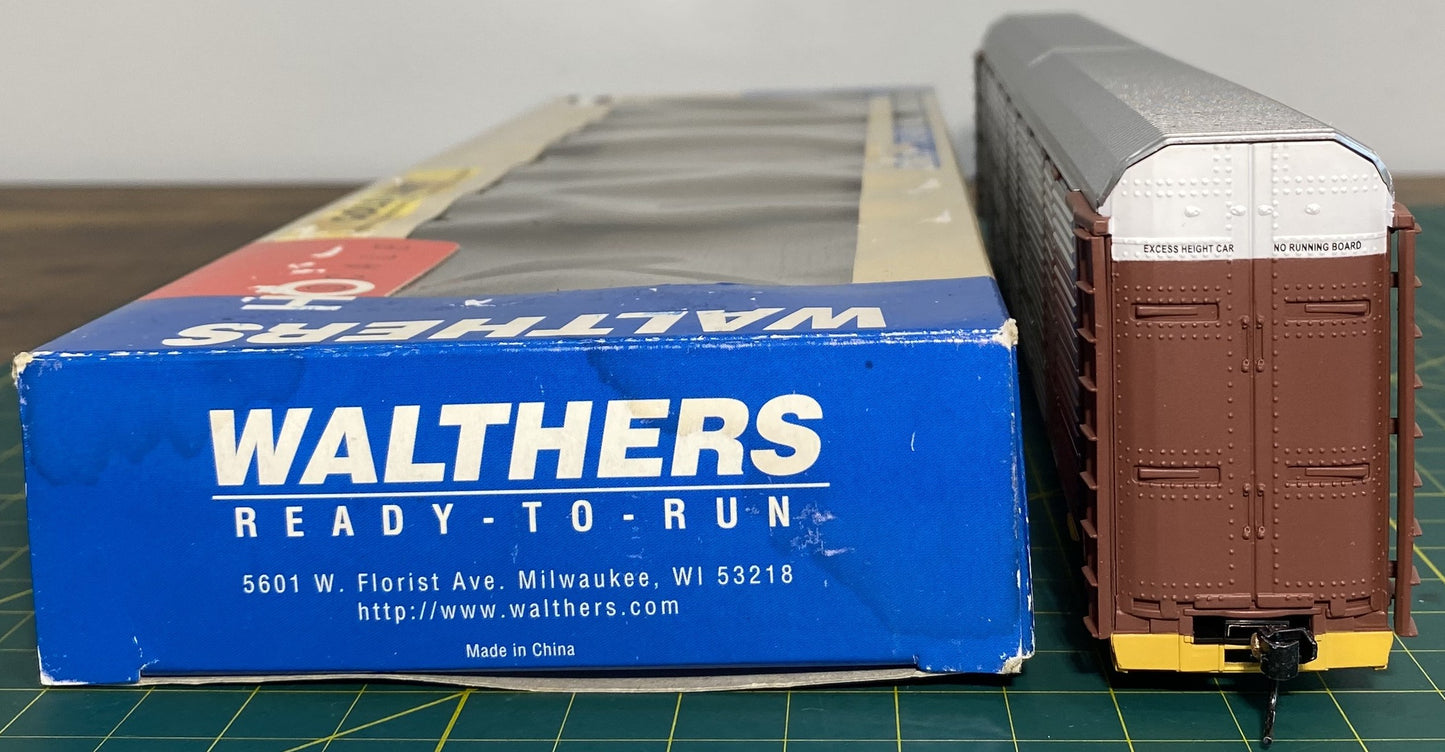 HO
WALTHERS
WALTHERS
READY-TO-RUN
5601 W. Florist Ave. Milwaukee, WI 53218
http://www.walthers.com
Made in China
EXCESS HEIGHT CAR
NO RUNNING BOARD